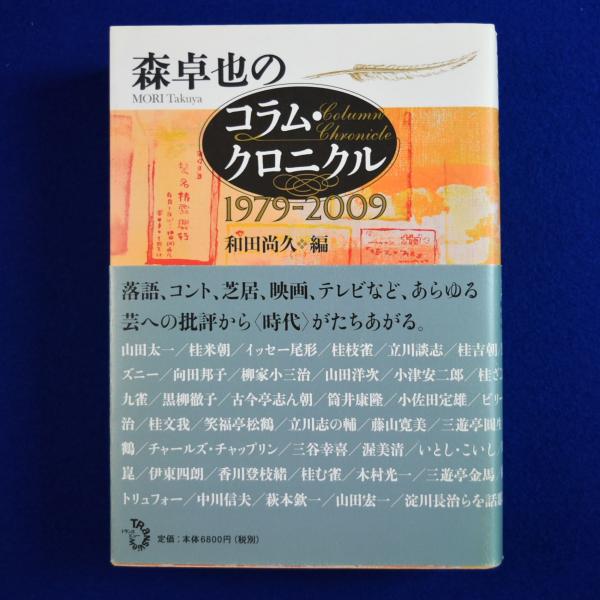 森卓也の
MORI Takuya
コラム・
Column
Chronicle
クロニクル
1979-2009
和田尚久 編
落語、コント、芝居、映画、テレビなど、あらゆる
芸への批評から〈時代〉がたちあがる。
山田太一/桂米朝/イッセー尾形/桂枝雀/立川談志/桂吉朝/
ズニー/向田邦子/柳家小三治/山田洋次/小津安二郎/桂ざ
九雀/黒柳徹子/古今亭志ん朝/筒井康隆/小佐田定雄/ビリー
治/桂文我/笑福亭松鶴/立川志の輔/藤山寛美/三遊亭圓生
鶴/チャールズ・チャップリン/三谷幸喜/渥美清/いとし・こいし
崑/伊東四朗/香川登枝緒/桂む雀/木村光一/三遊亭金馬/
トリュフォー/中川信夫/萩本欽一/山田宏一/淀川長治らを話
トランスビュー
TRANSVIEW
定価:本体6800円(税別)